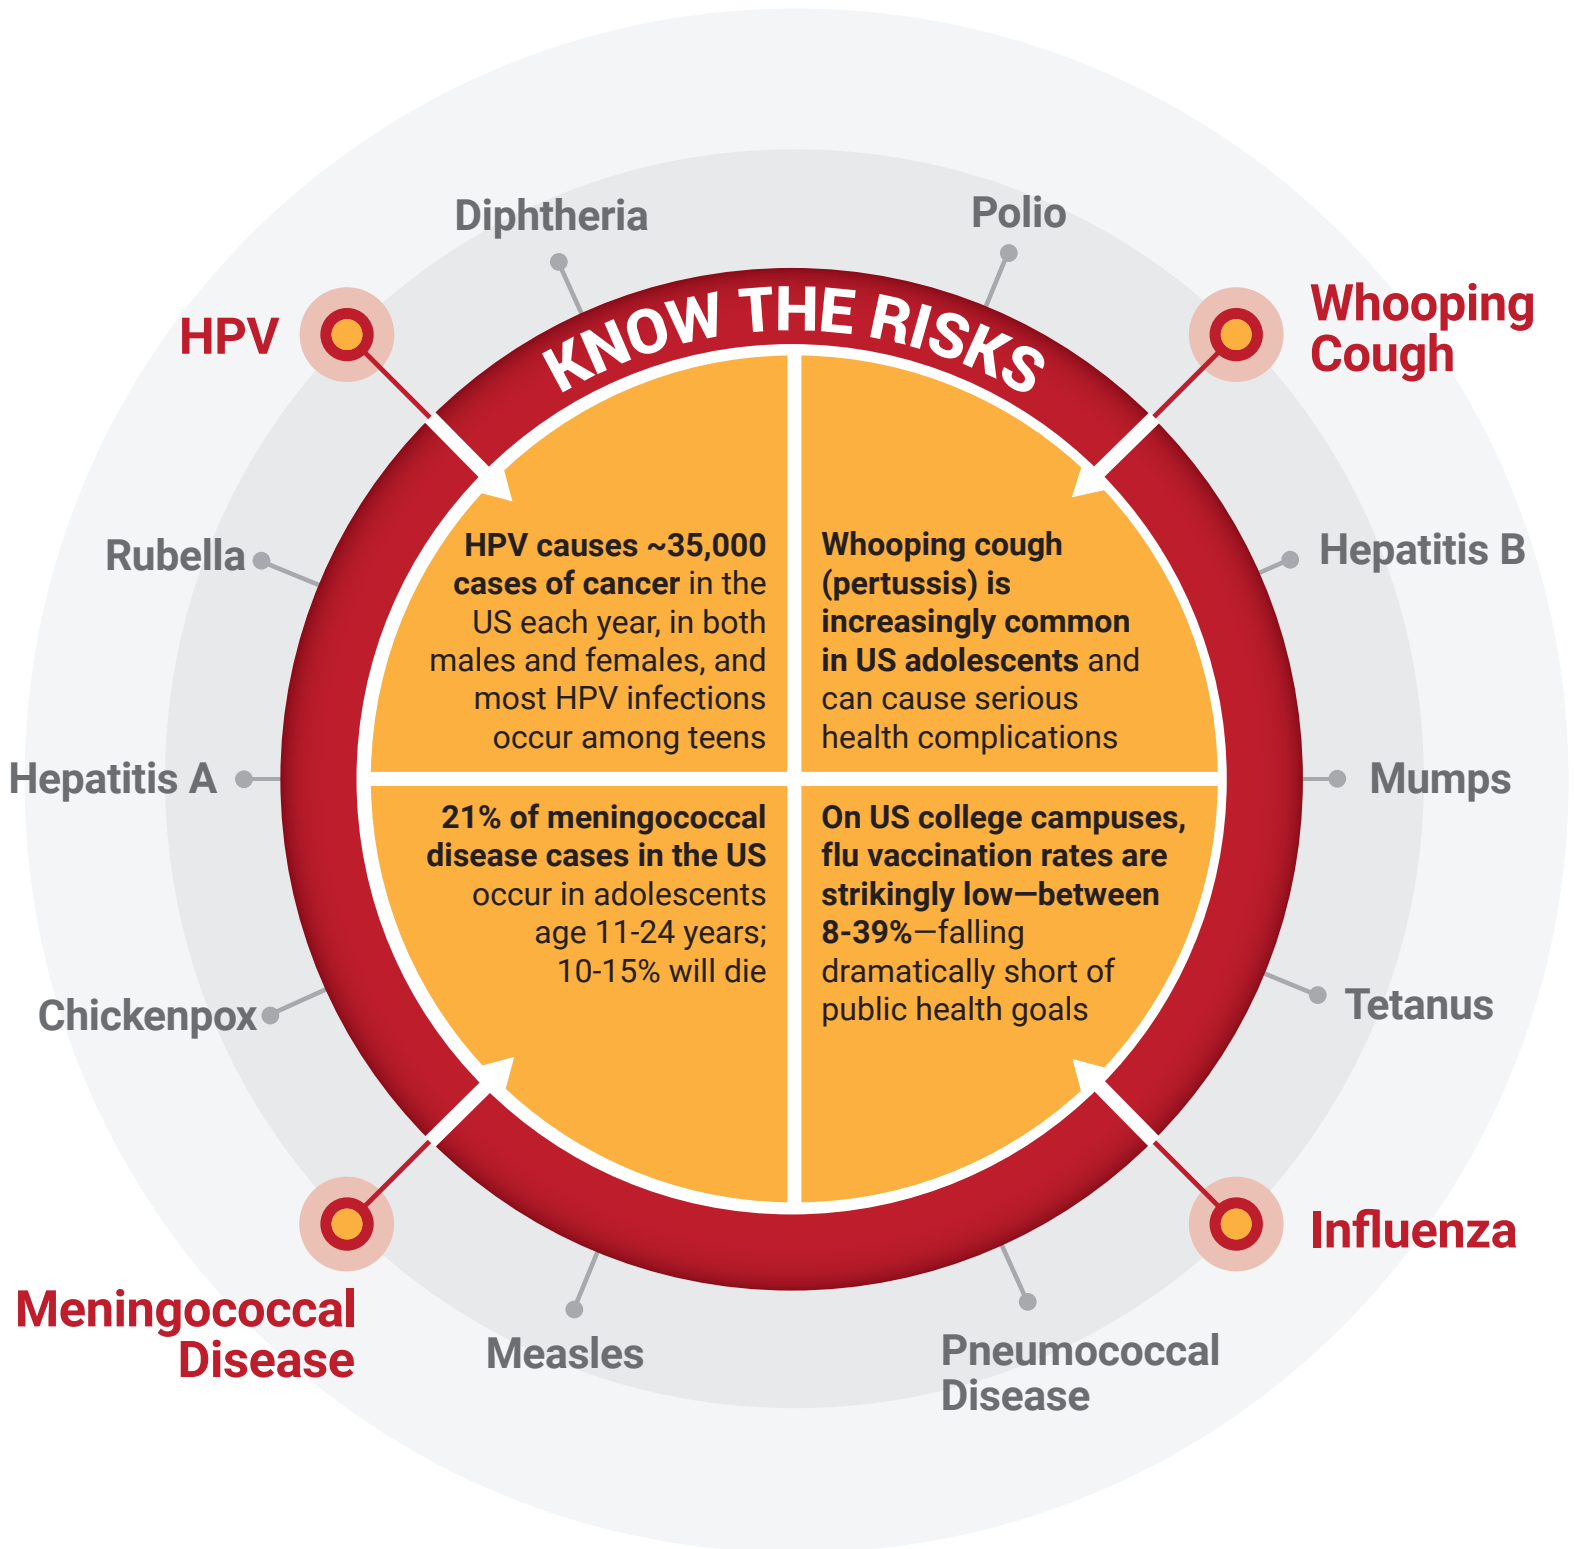 Diphtheria
Polio
KNOW THE RISKS
HPV
Whooping
Cough
Rubella
Hepatitis B
HPV causes ~35,000
cases of cancer in the
US each year, in both
males and females, and
most HPV infections
occur among teens
Whooping cough
(pertussis) is
increasingly common
in US adolescents and
can cause serious
health complications
Hepatitis A
Mumps
21% of meningococcal
disease cases in the US
occur in adolescents
age 11-24 years;
10-15% will die
On US college campuses,
flu vaccination rates are
strikingly low—between
8-39%—falling
dramatically short of
public health goals
Chickenpox
Tetanus
Meningococcal
Disease
Influenza
Measles
Pneumococcal
Disease